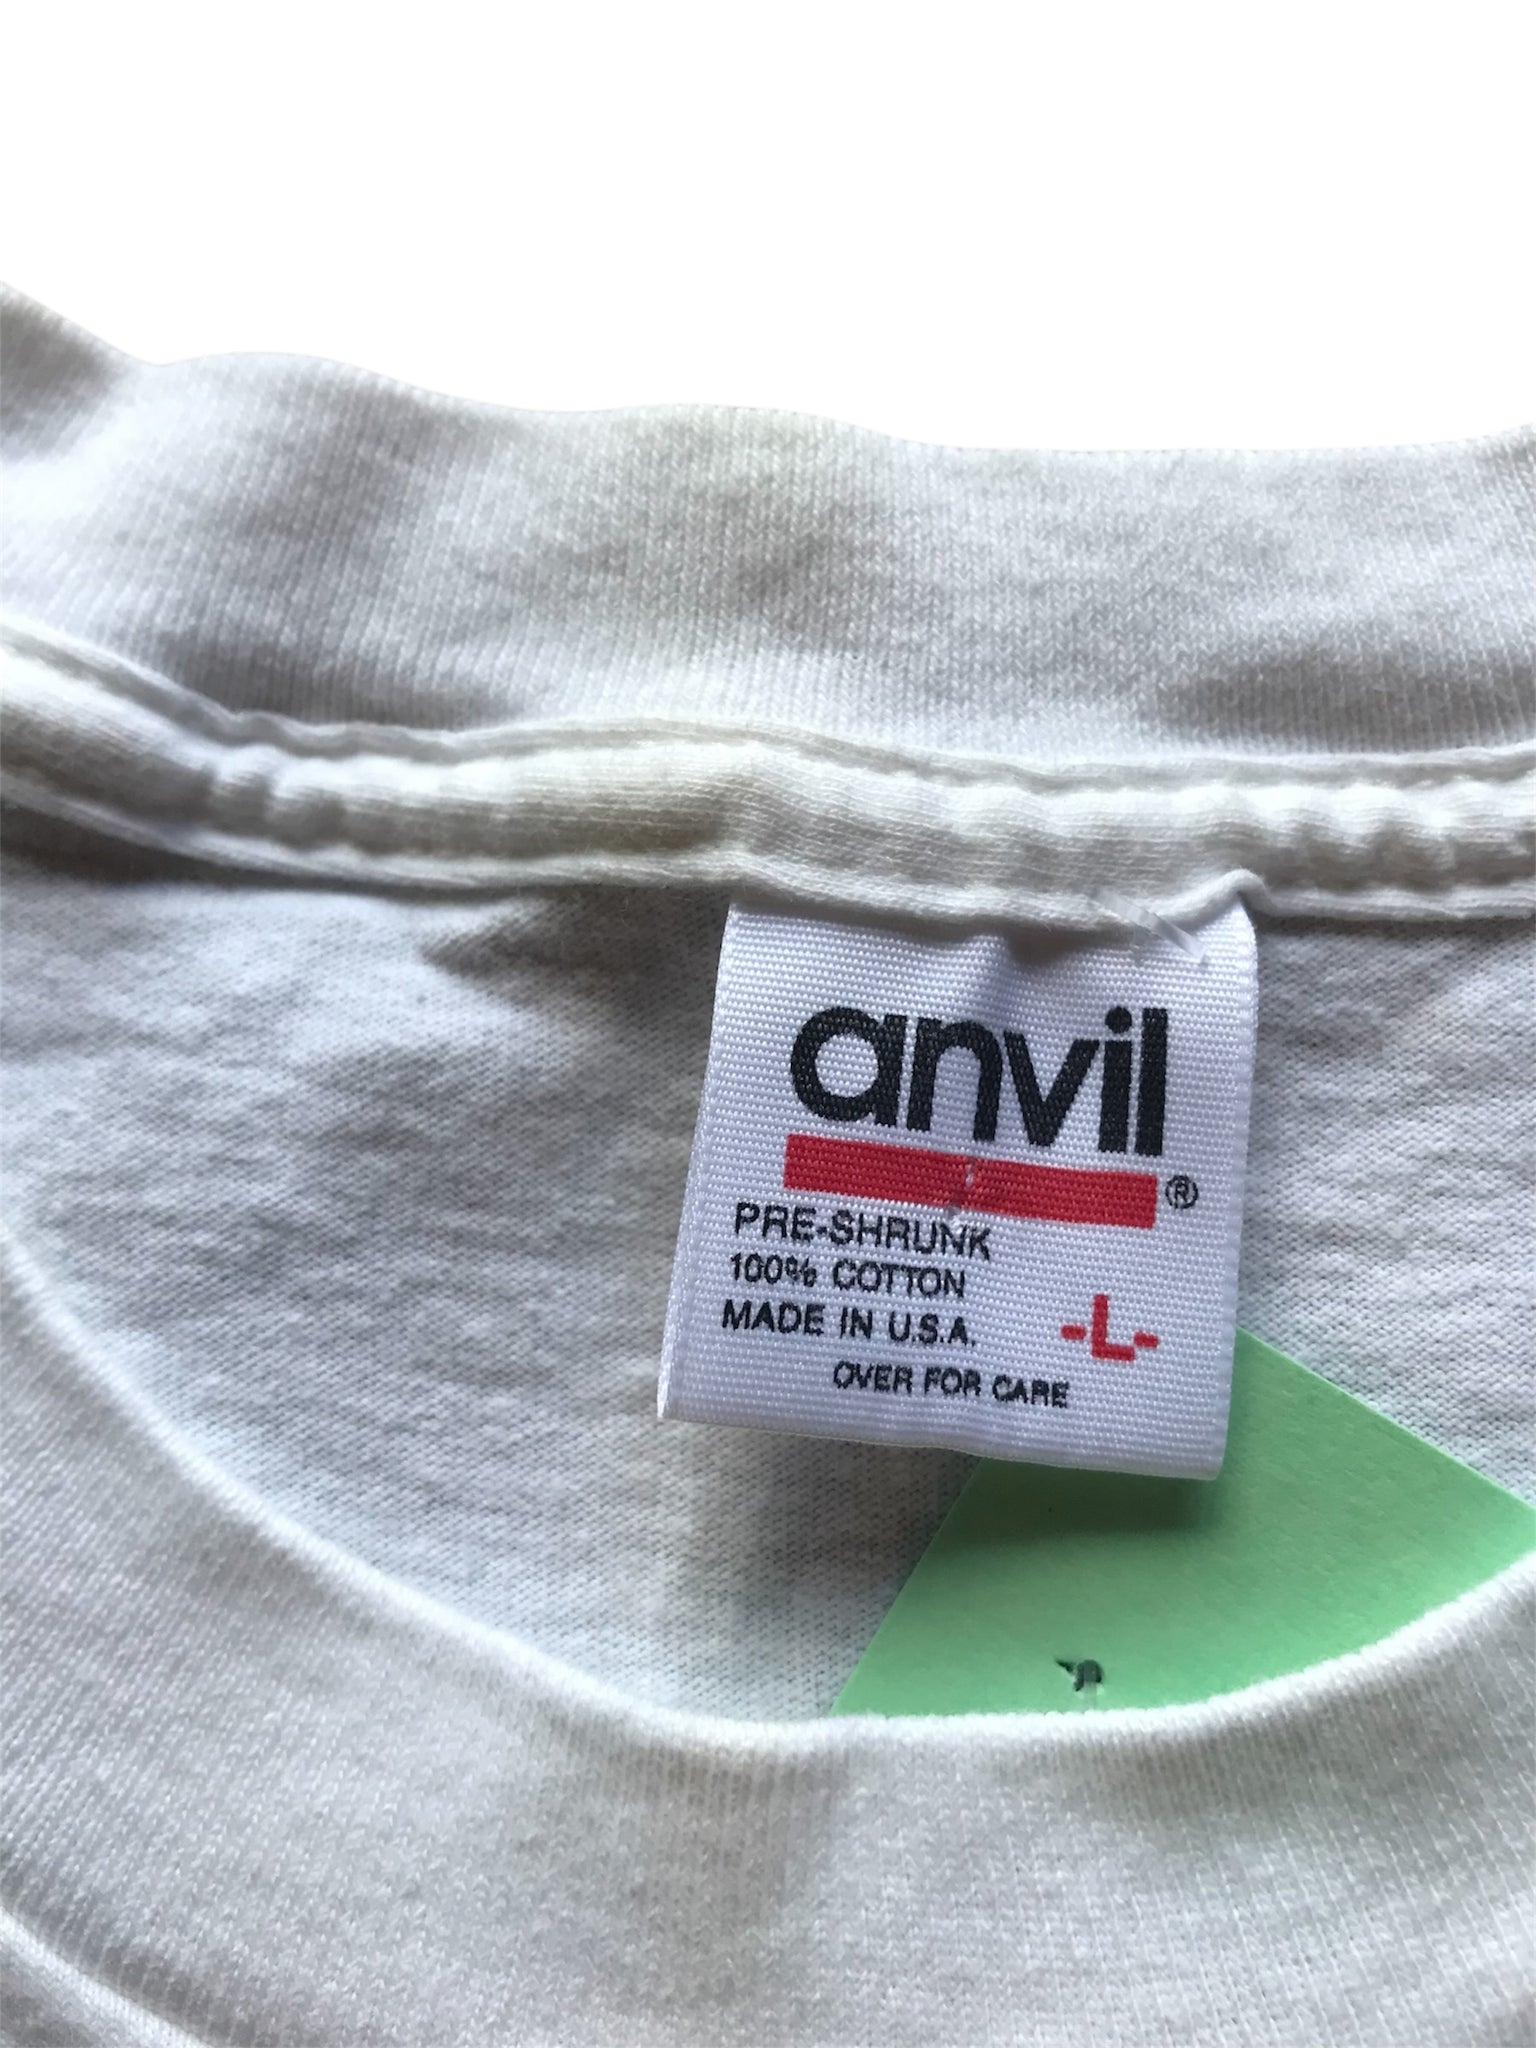 anvil
®
PRE-SHRUNK
100% COTTON
MADE IN U.S.A.
-L-
OVER FOR CARE